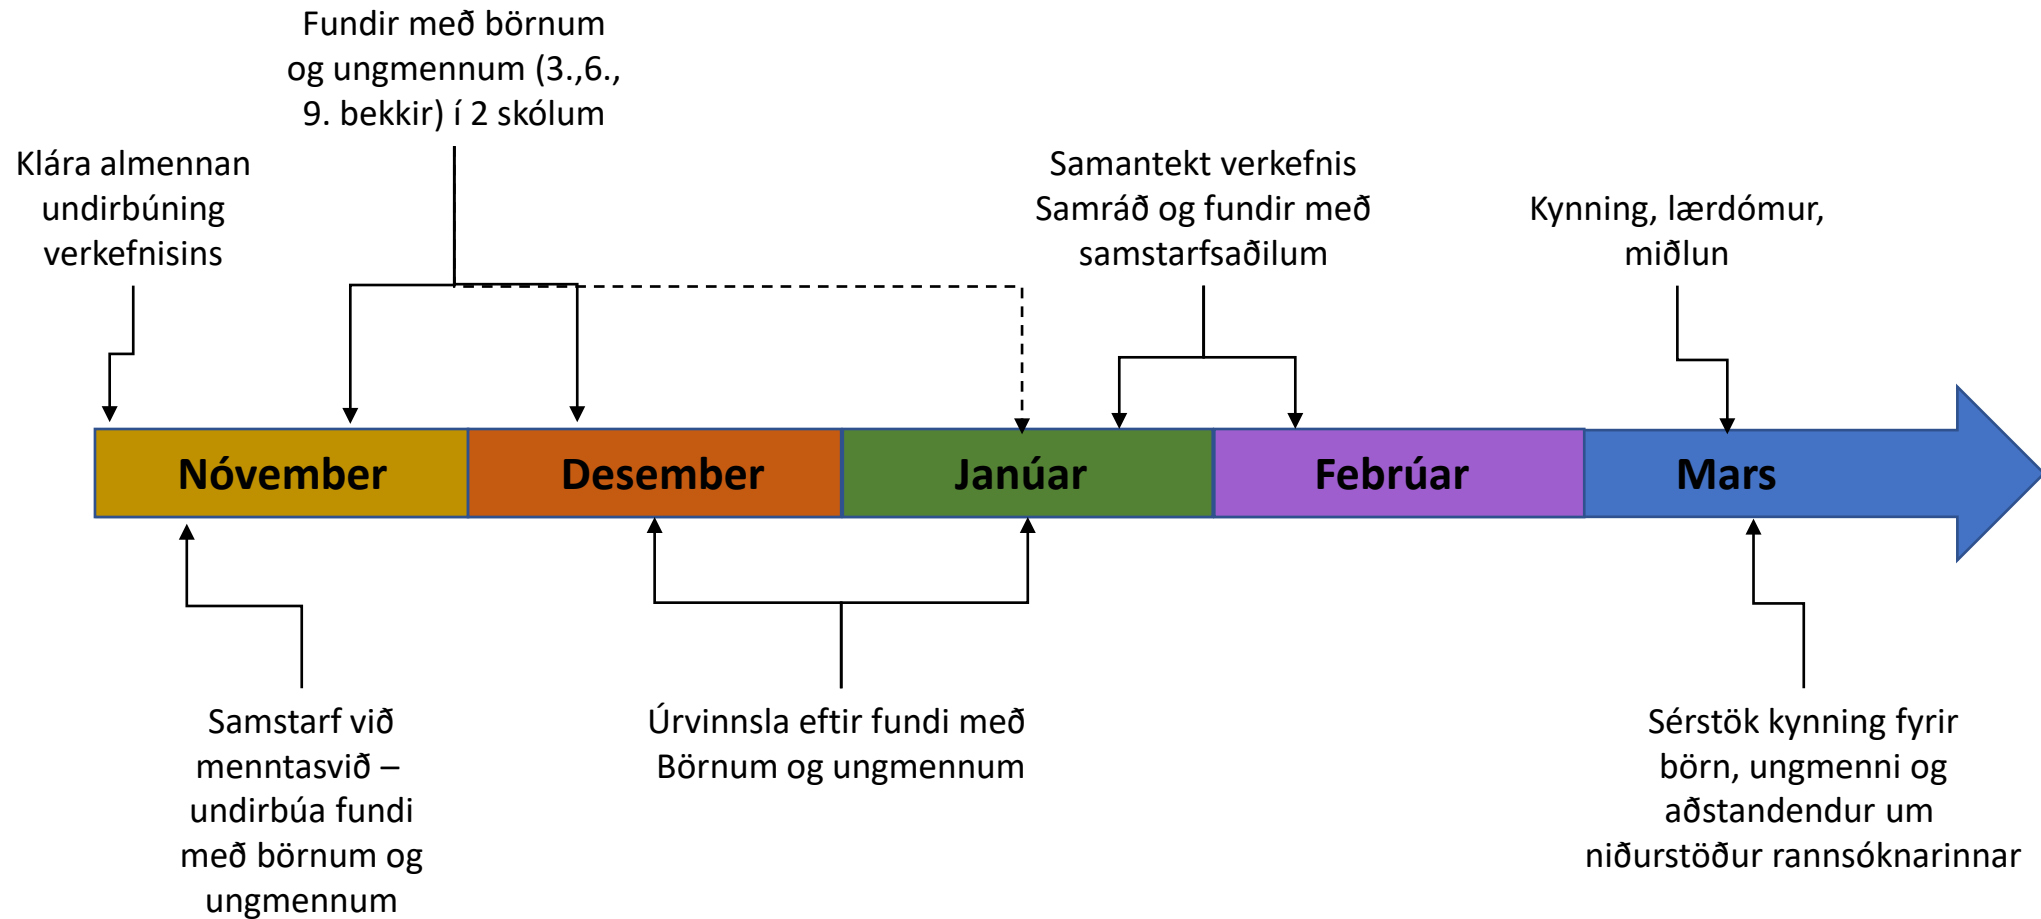 Fundir með börnum
og ungmennum (3.,6.,
9. bekkir) í 2 skólum
Klára almennan
undirbúning
verkefnisins
Samantekt verkefnis
Samráð og fundir með
samstarfsaðilum
Kynning, lærdómur,
miðlun
Nóvember
Desember
Janúar
Febrúar
Mars
Samstarf við
menntasvið –
undirbúa fundi
með börnum og
ungmennum
Úrvinnsla eftir fundi með
Börnum og ungmennum
Sérstök kynning fyrir
börn, ungmenni og
aðstandendur um
niðurstöður rannsóknarinnar